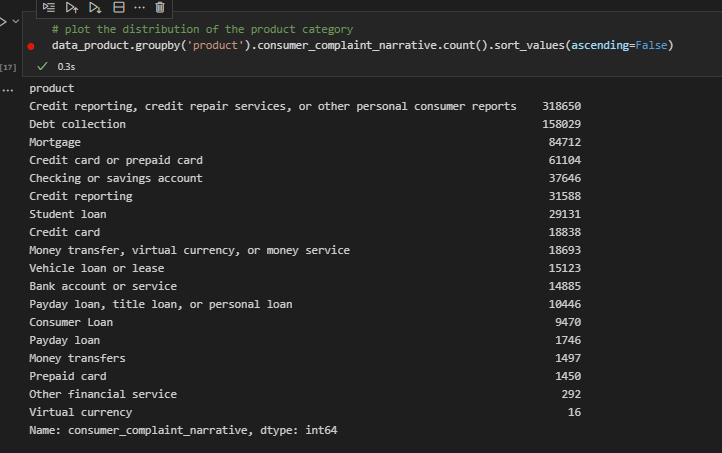 # plot the distribution of the product category
data_product.groupby('product').consumer_complaint_narrative.count().sort_values(ascending=False)
[17]
0.3s
product
Credit reporting, credit repair services, or other personal consumer reports 318650
Debt collection 158029
Mortgage 84712
Credit card or prepaid card 61104
Checking or savings account 37646
Credit reporting 31588
Student loan 29131
Credit card 18838
Money transfer, virtual currency, or money service 18693
Vehicle loan or lease 15123
Bank account or service 14885
Payday loan, title loan, or personal loan 10446
Consumer Loan 9470
Payday loan 1746
Money transfers 1497
Prepaid card 1450
Other financial service 292
Virtual currency 16
Name: consumer_complaint_narrative, dtype: int64